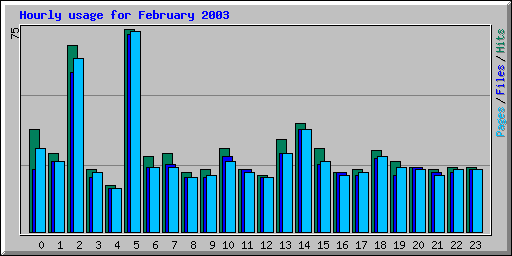 Hourly usage for February 2003
75
Pages/Files/Hits
0 1 2 3 4 5 6 7 8 9 10 11 12 13 14 15 16 17 18 19 20 21 22 23